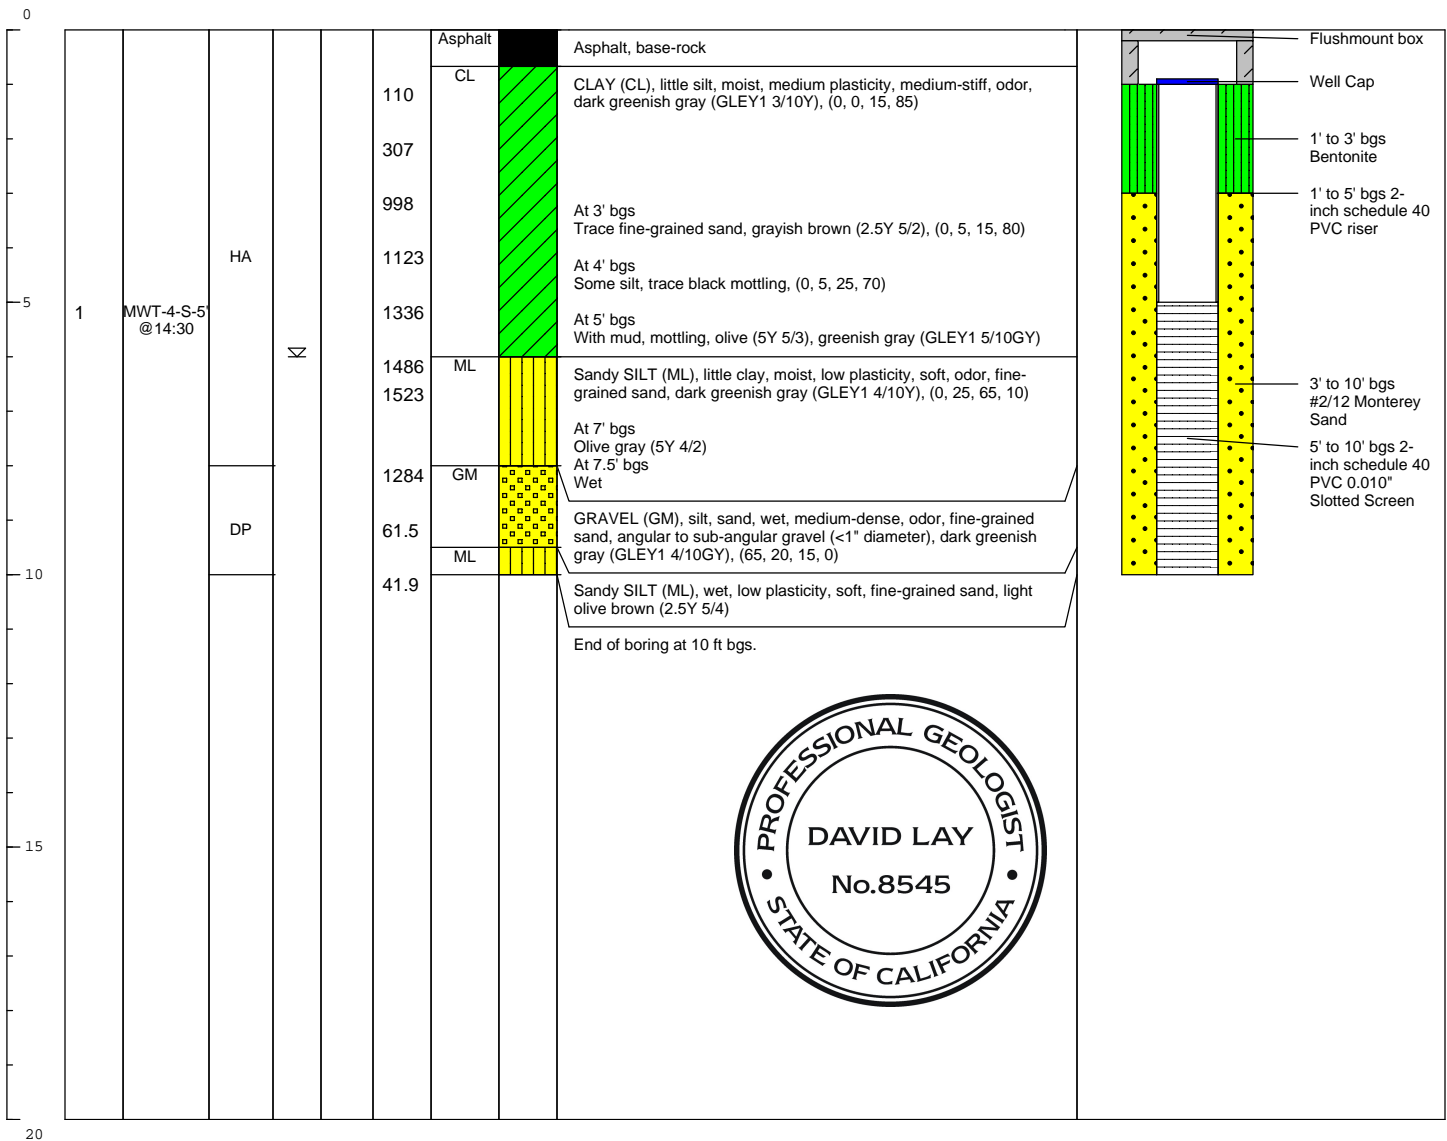 0
Asphalt
Asphalt, base-rock
Flushmount box
CL
CLAY (CL), little silt, moist, medium plasticity, medium-stiff, odor,
dark greenish gray (GLEY1 3/10Y), (0, 0, 15, 85)
Well Cap
110
307
1' to 3' bgs
Bentonite
998
At 3' bgs
Trace fine-grained sand, grayish brown (2.5Y 5/2), (0, 5, 15, 80)
1' to 5' bgs 2-
inch schedule 40
PVC riser
HA
1123
At 4' bgs
Some silt, trace black mottling, (0, 5, 25, 70)
5
1
MWT-4-S-5'
@14:30
1336
At 5' bgs
With mud, mottling, olive (5Y 5/3), greenish gray (GLEY1 5/10GY)
1486
ML
1523
Sandy SILT (ML), little clay, moist, low plasticity, soft, odor, fine-
grained sand, dark greenish gray (GLEY1 4/10Y), (0, 25, 65, 10)
3' to 10' bgs
#2/12 Monterey
Sand
At 7' bgs
Olive gray (5Y 4/2)
At 7.5' bgs
Wet
5' to 10' bgs 2-
inch schedule 40
PVC 0.010"
Slotted Screen
1284
GM
DP
61.5
GRAVEL (GM), silt, sand, wet, medium-dense, odor, fine-grained
sand, angular to sub-angular gravel (<1" diameter), dark greenish
gray (GLEY1 4/10GY), (65, 20, 15, 0)
ML
10
41.9
Sandy SILT (ML), wet, low plasticity, soft, fine-grained sand, light
olive brown (2.5Y 5/4)
End of boring at 10 ft bgs.
PROFESSIONAL GEOLOGIST
DAVID LAY
No.8545
STATE OF CALIFORNIA
15
20